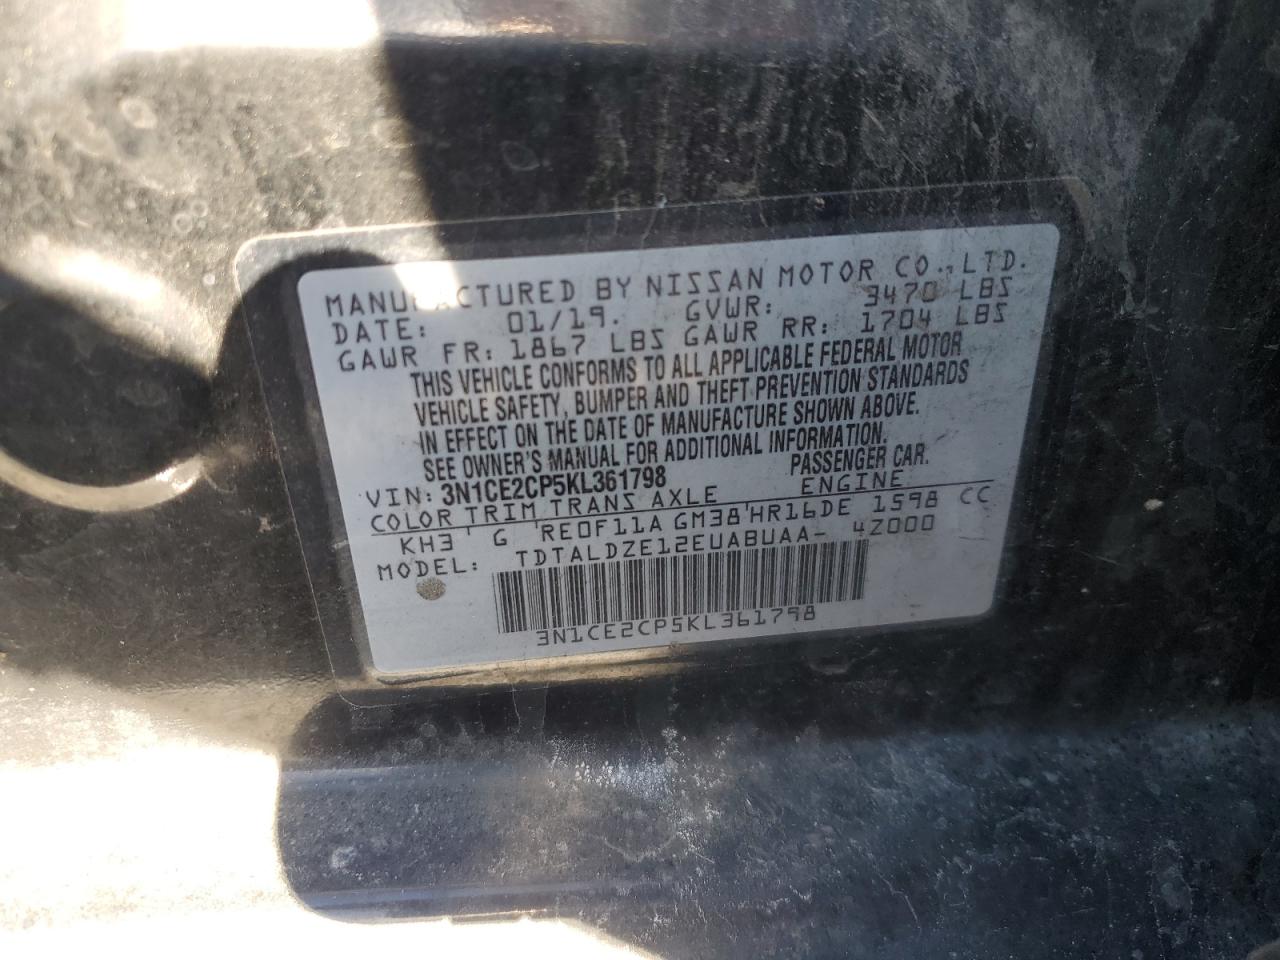 MANUFACTURED BY NISSAN MOTOR CO., LTD.
DATE: 01/19. GVWR: 3470 LBS
GAWR FR: 1867 LBS GAWR RR: 1704 LBS
THIS VEHICLE CONFORMS TO ALL APPLICABLE FEDERAL MOTOR
VEHICLE SAFETY, BUMPER AND THEFT PREVENTION STANDARDS
IN EFFECT ON THE DATE OF MANUFACTURE SHOWN ABOVE.
SEE OWNER'S MANUAL FOR ADDITIONAL INFORMATION.
VIN: 3N1CE2CP5KL361798 PASSENGER CAR.
COLOR TRIM TRANS AXLE ENGINE
KH3 G RE0F11A GM38 HR16DE 1598 CC
MODEL: TDTALDZE12EUABUAA- 4Z000
3N1CE2CP5KL361798